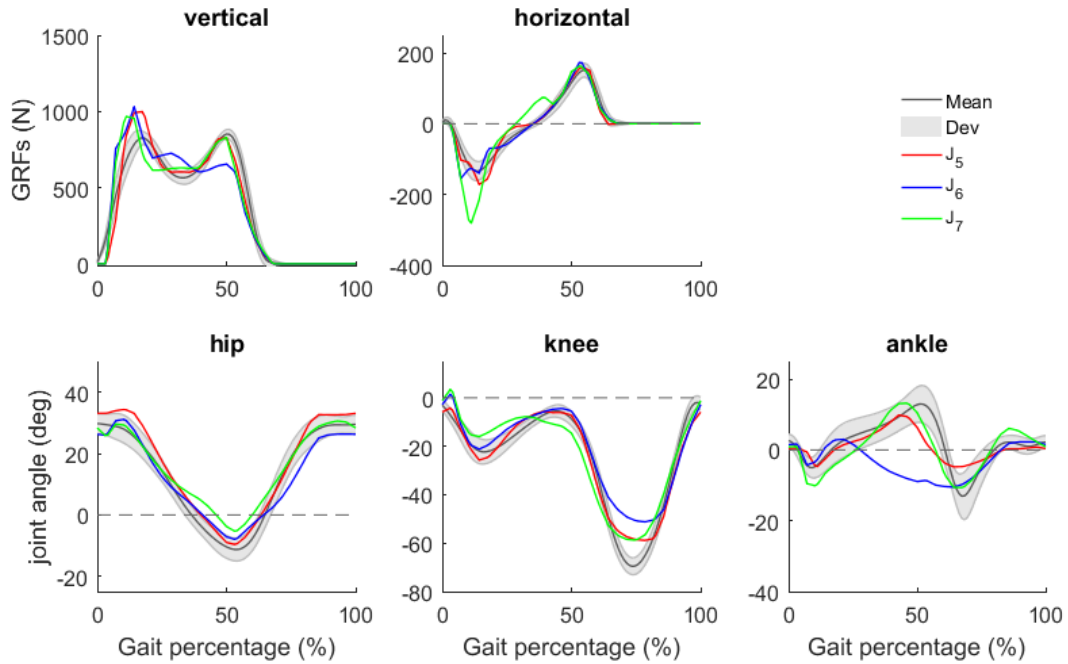 vertical
horizontal
1500
1000
500
0
GRFs (N)
0
50
100
200
0
-200
-400
0
50
100
Mean
Dev
J5
J6
J7
hip
knee
ankle
40
20
0
-20
joint angle (deg)
0
50
100
Gait percentage (%)
0
-20
-40
-60
-80
0
50
100
Gait percentage (%)
20
0
-20
-40
0
50
100
Gait percentage (%)